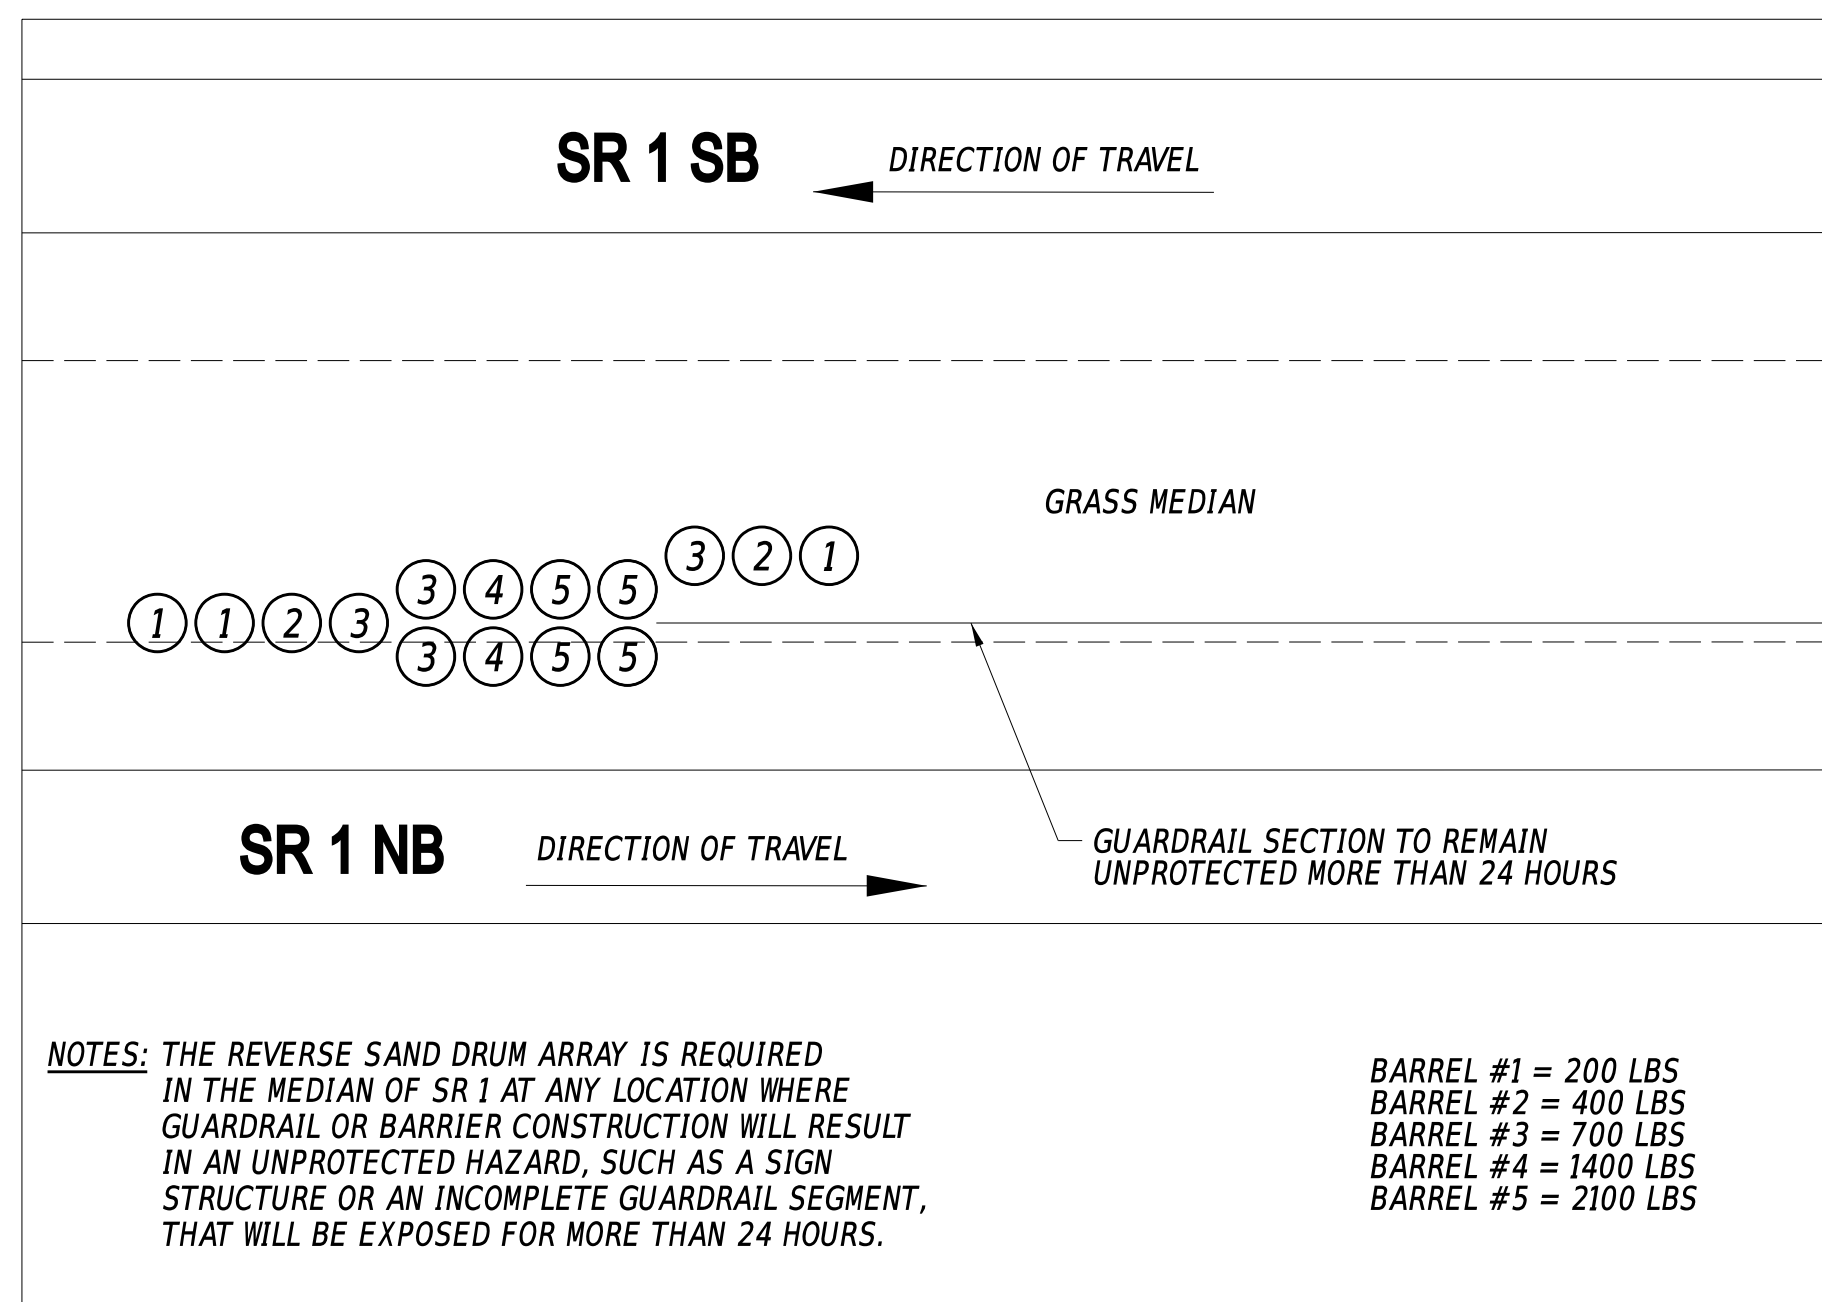 SR 1 SB
DIRECTION OF TRAVEL
GRASS MEDIAN
3 2 1
3 4 5 5
1 1 2 3
3 4 5 5
SR 1 NB
DIRECTION OF TRAVEL
GUARDRAIL SECTION TO REMAIN
UNPROTECTED MORE THAN 24 HOURS
NOTES: THE REVERSE SAND DRUM ARRAY IS REQUIRED
IN THE MEDIAN OF SR 1 AT ANY LOCATION WHERE
GUARDRAIL OR BARRIER CONSTRUCTION WILL RESULT
IN AN UNPROTECTED HAZARD, SUCH AS A SIGN
STRUCTURE OR AN INCOMPLETE GUARDRAIL SEGMENT,
THAT WILL BE EXPOSED FOR MORE THAN 24 HOURS.
BARREL #1 = 200 LBS
BARREL #2 = 400 LBS
BARREL #3 = 700 LBS
BARREL #4 = 1400 LBS
BARREL #5 = 2100 LBS